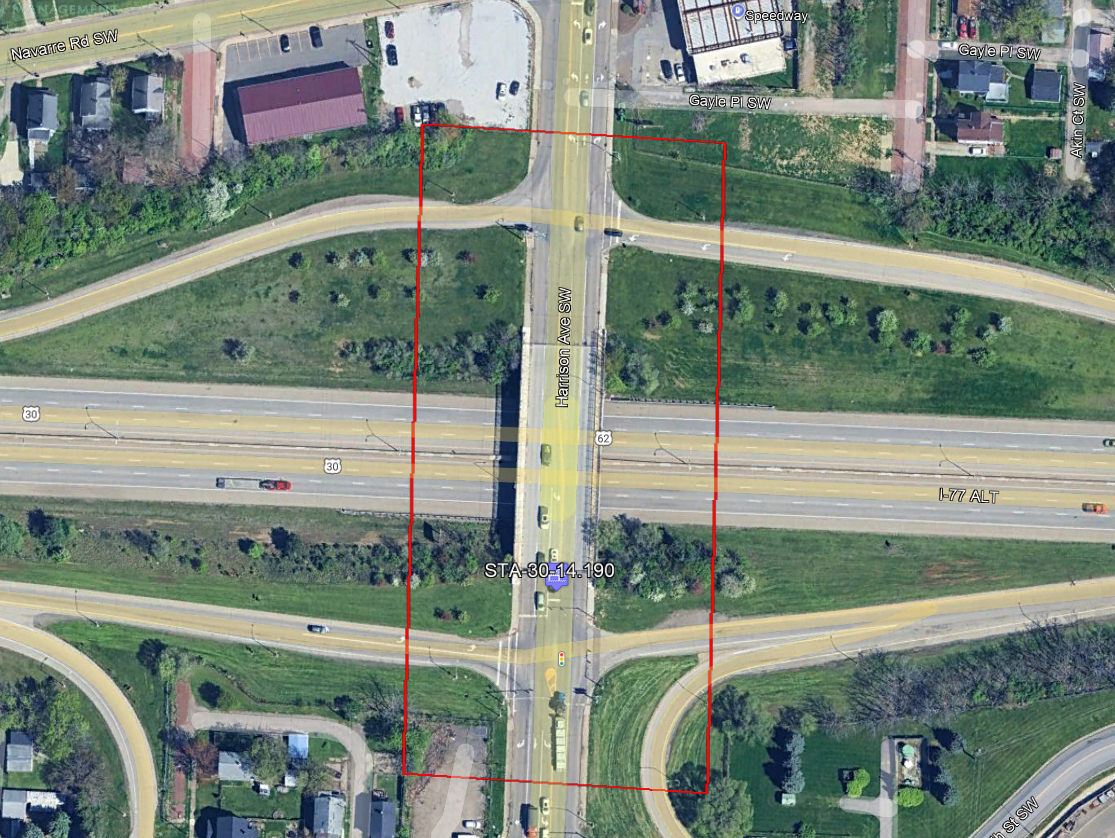 MANAGEMENT
Navarre Rd SW
Speedway
Gayle Pl SW
Gayle Pl SW
Akin Ct SW
Harrison Ave SW
30
62
30
I-77 ALT
STA-30-14.190
h St SW